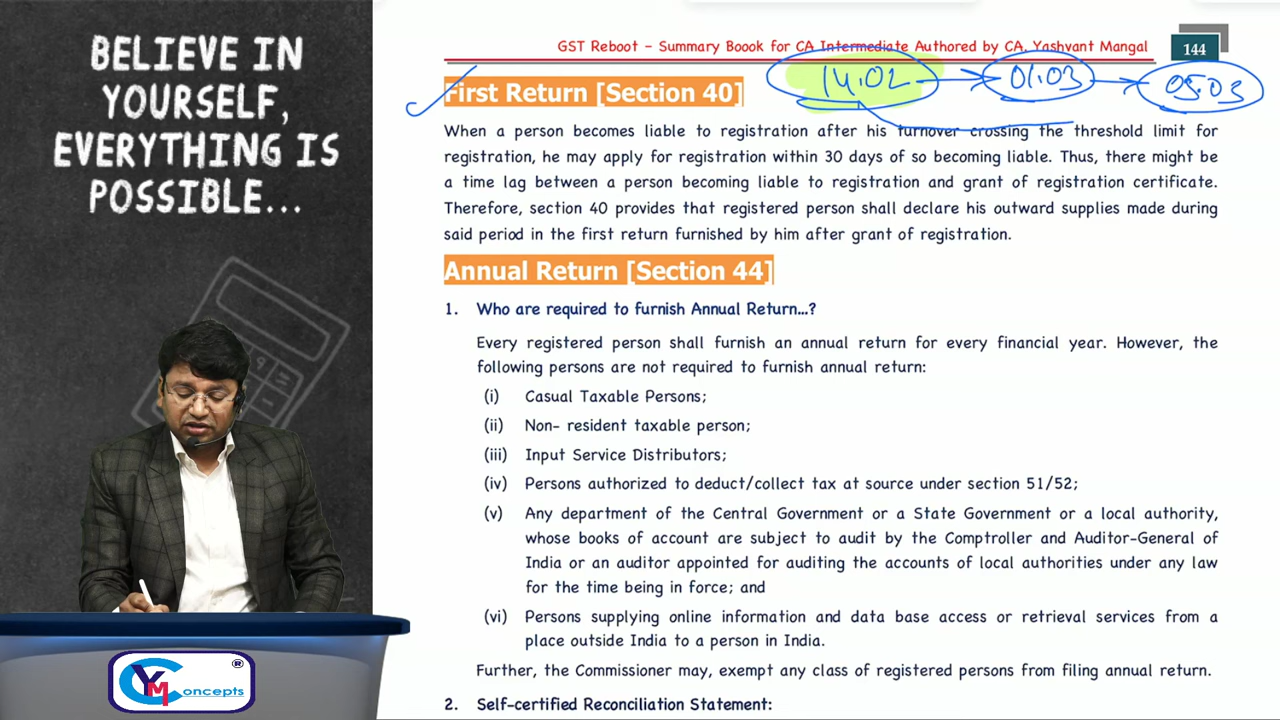 BELIEVE IN
YOURSELF,
EVERYTHING IS
POSSIBLE...
GST Reboot – Summary Boook for CA Intermediate Authored by CA. Yashvant Mangal
144
First Return [Section 40]
14.02
01.03
05.03
When a person becomes liable to registration after his turnover crossing the threshold limit for
registration, he may apply for registration within 30 days of so becoming liable. Thus, there might be
a time lag between a person becoming liable to registration and grant of registration certificate.
Therefore, section 40 provides that registered person shall declare his outward supplies made during
said period in the first return furnished by him after grant of registration.
Annual Return [Section 44]
1. Who are required to furnish Annual Return...?
Every registered person shall furnish an annual return for every financial year. However, the
following persons are not required to furnish annual return:
(i) Casual Taxable Persons;
(ii) Non- resident taxable person;
(iii) Input Service Distributors;
(iv) Persons authorized to deduct/collect tax at source under section 51/52;
(v) Any department of the Central Government or a State Government or a local authority,
whose books of account are subject to audit by the Comptroller and Auditor-General of
India or an auditor appointed for auditing the accounts of local authorities under any law
for the time being in force; and
(vi) Persons supplying online information and data base access or retrieval services from a
place outside India to a person in India.
Further, the Commissioner may, exempt any class of registered persons from filing annual return.
2. Self-certified Reconciliation Statement:
YM Concepts ®